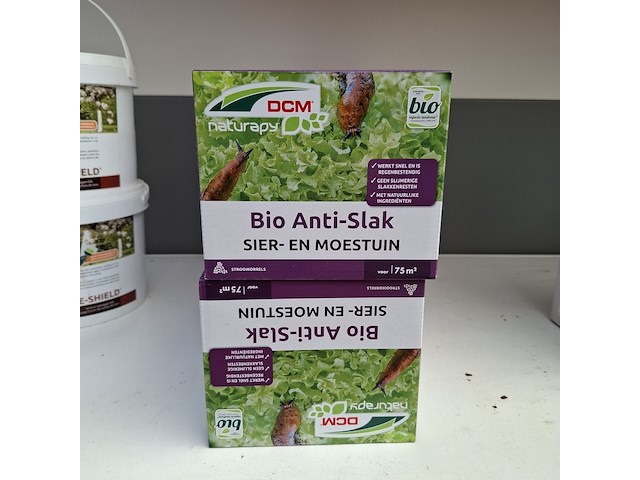 DCM
naturapy
bio
WERKT SNEL EN IS
REGENBESTENDIG
GEEN SLIJMERIGE
SLAKKENRESTEN
MET NATUURLIJKE
INGREDIËNTEN
Bio Anti-Slak
SIER- EN MOESTUIN
STROOIKORRELS
voor 75 m²
STROOIKORRELS
voor 75 m²
SIER- EN MOESTUIN
Bio Anti-Slak
WERKT SNEL EN IS
REGENBESTENDIG
GEEN SLIJMERIGE
SLAKKENRESTEN
MET NATUURLIJKE
INGREDIËNTEN
bio
DCM
naturapy
-SHIELD
E-SHIELD